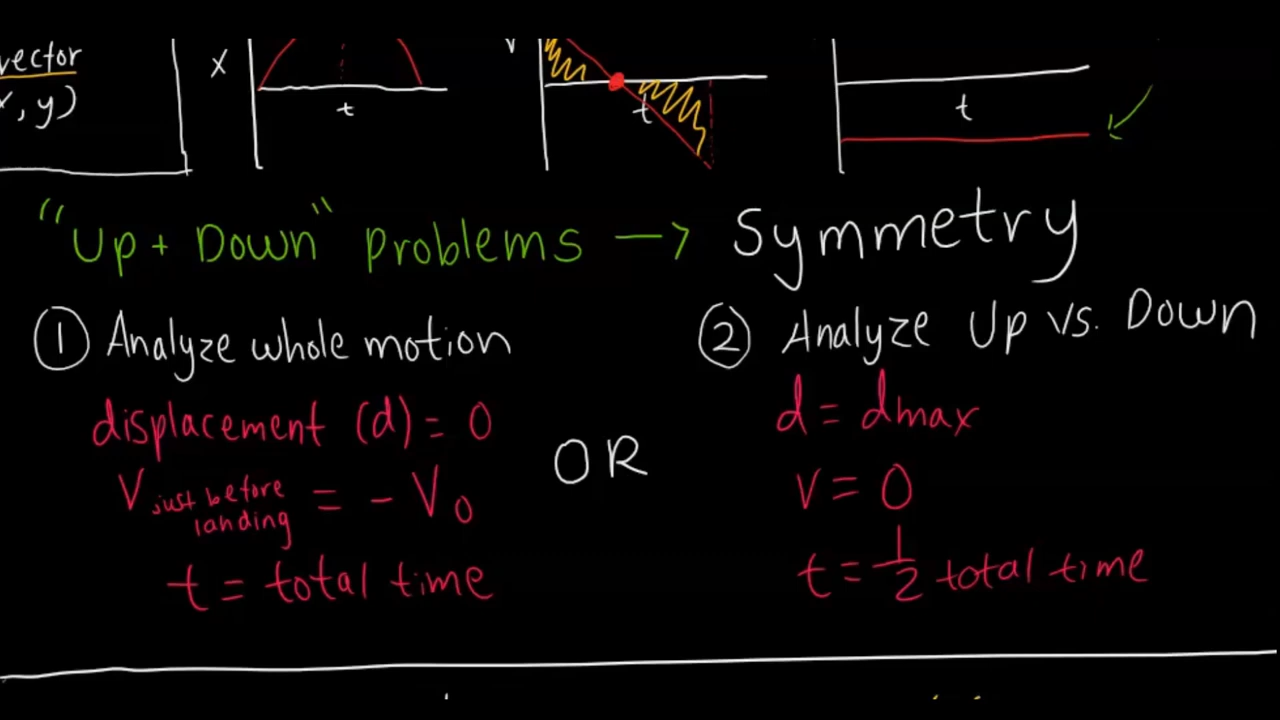 vector
x, y)
x
t
v
t
t
"Up + Down" Problems → Symmetry
① Analyze whole motion
displacement (d) = 0
V just before landing = - V₀
t = total time
OR
② Analyze Up vs. Down
d = dmax
v = 0
t = 1/2 total time